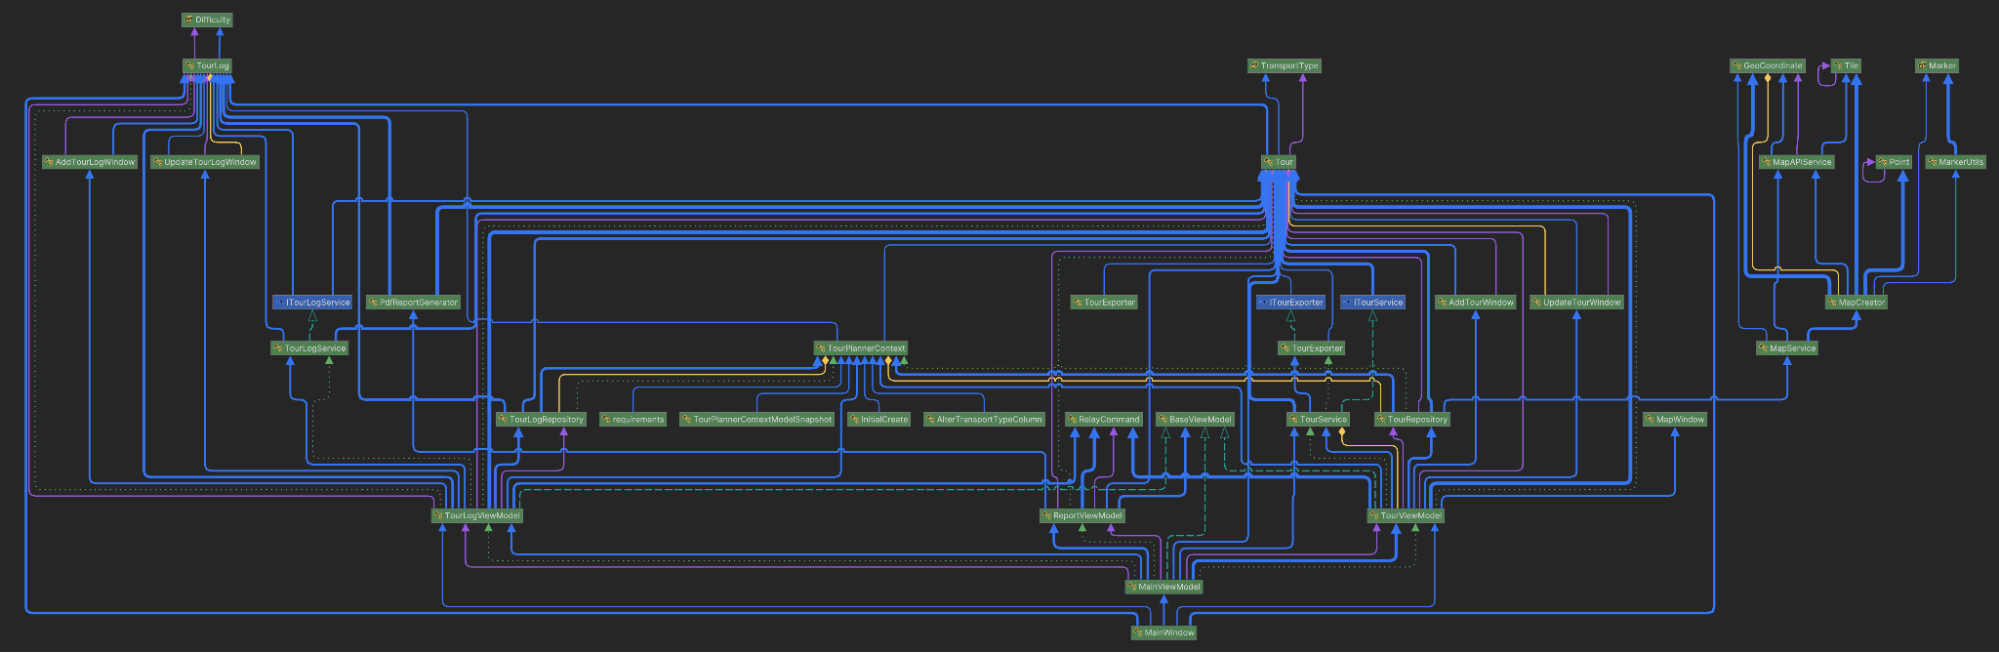 Difficulty
TourLog
TransportType
GeoCoordinate
Tile
Marker
AddTourLogWindow
UpdateTourLogWindow
Tour
MapAPIService
Point
MarkerUtils
ITourLogService
PdfReportGenerator
TourExporter
ITourExporter
ITourService
AddTourWindow
UpdateTourWindow
MapCreator
TourLogService
TourPlannerContext
TourExporter
MapService
TourLogRepository
requirements
TourPlannerContextModelSnapshot
InitialCreate
AlterTransportTypeColumn
RelayCommand
BaseViewModel
TourService
TourRepository
MapWindow
TourLogViewModel
ReportViewModel
TourViewModel
MainViewModel
MainWindow